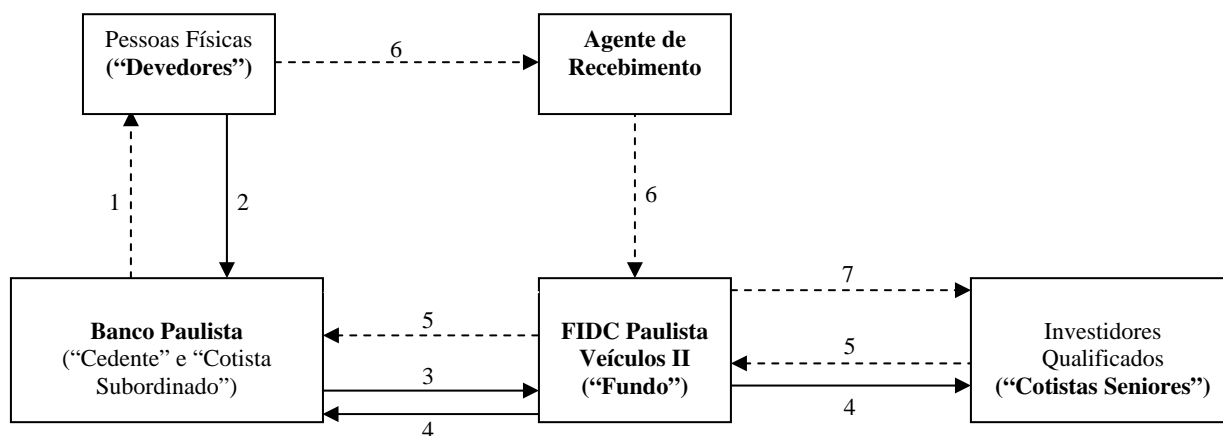 Pessoas Físicas
(“Devedores”)
6
Agente de
Recebimento
1
2
6
Banco Paulista
(“Cedente” e “Cotista
Subordinado”)
5
3
4
FIDC Paulista
Veículos II
(“Fundo”)
7
5
4
Investidores
Qualificados
(“Cotistas Seniores”)